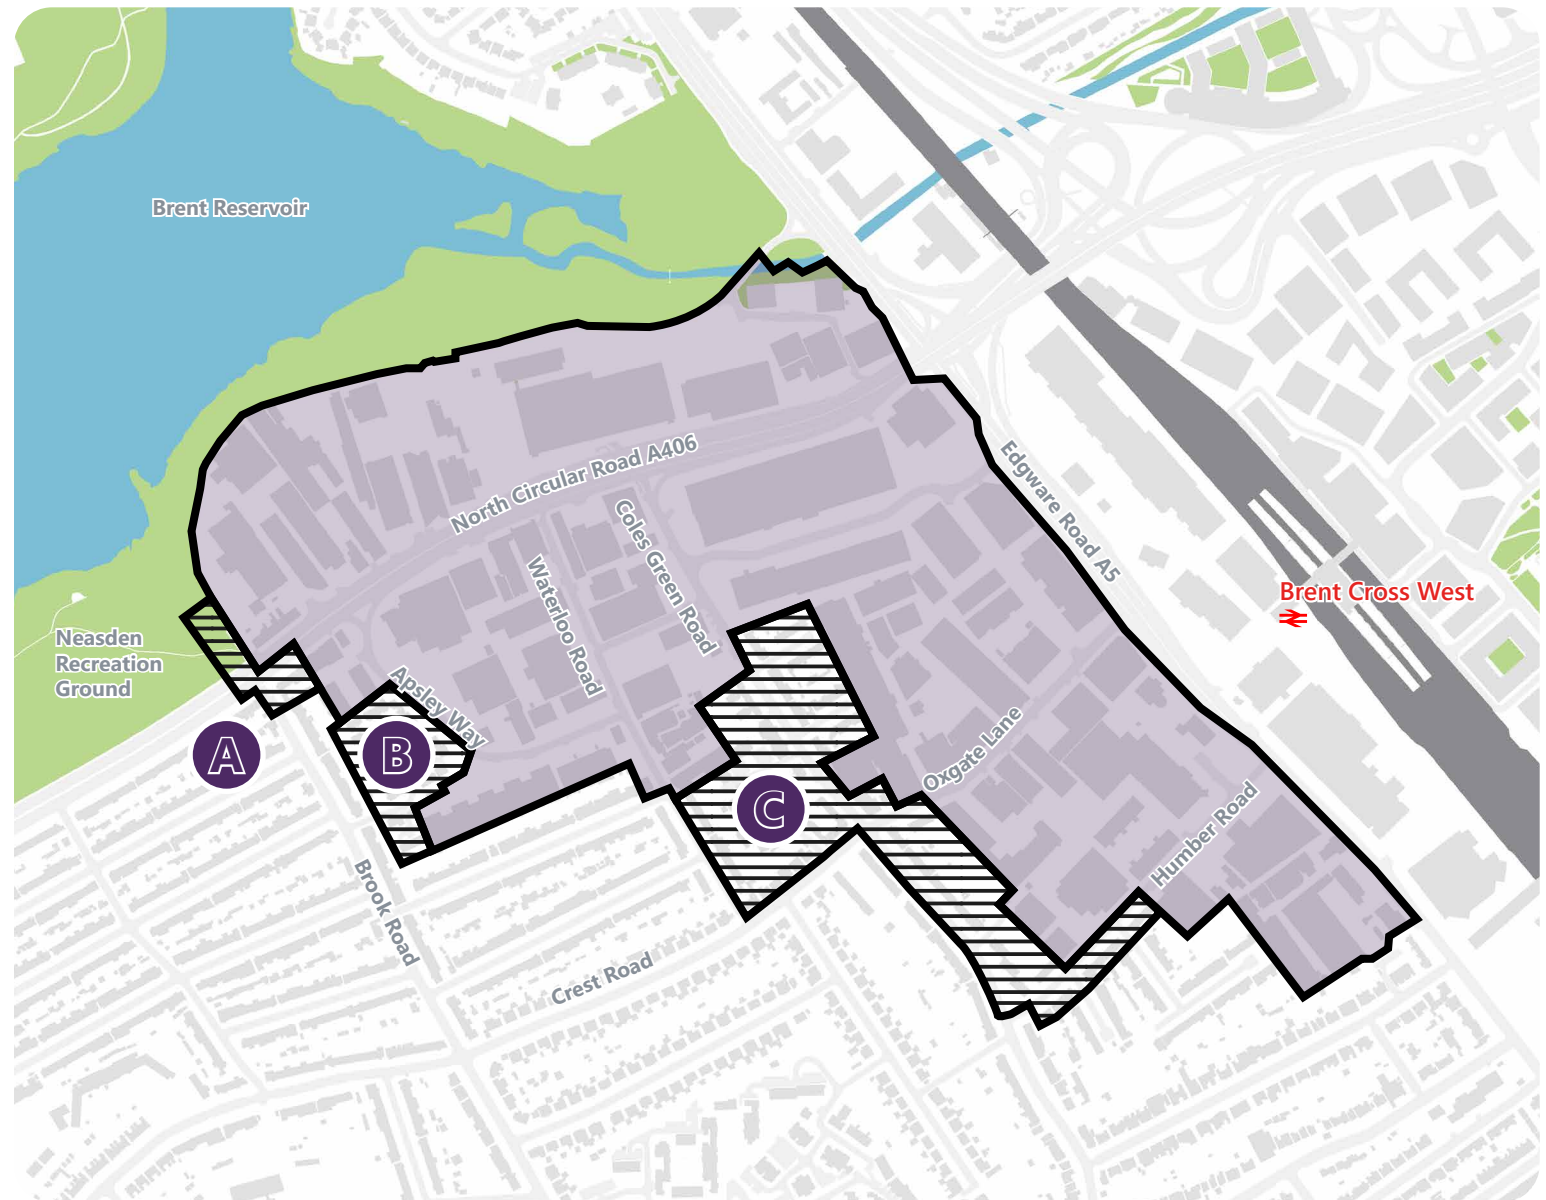 Brent Reservoir
North Circular Road A406
Edgware Road A5
Coles Green Road
Waterloo Road
Brent Cross West
Neasden
Recreation
Ground
Apsley Way
A
B
C
Oxgate Lane
Humber Road
Brook Road
Crest Road